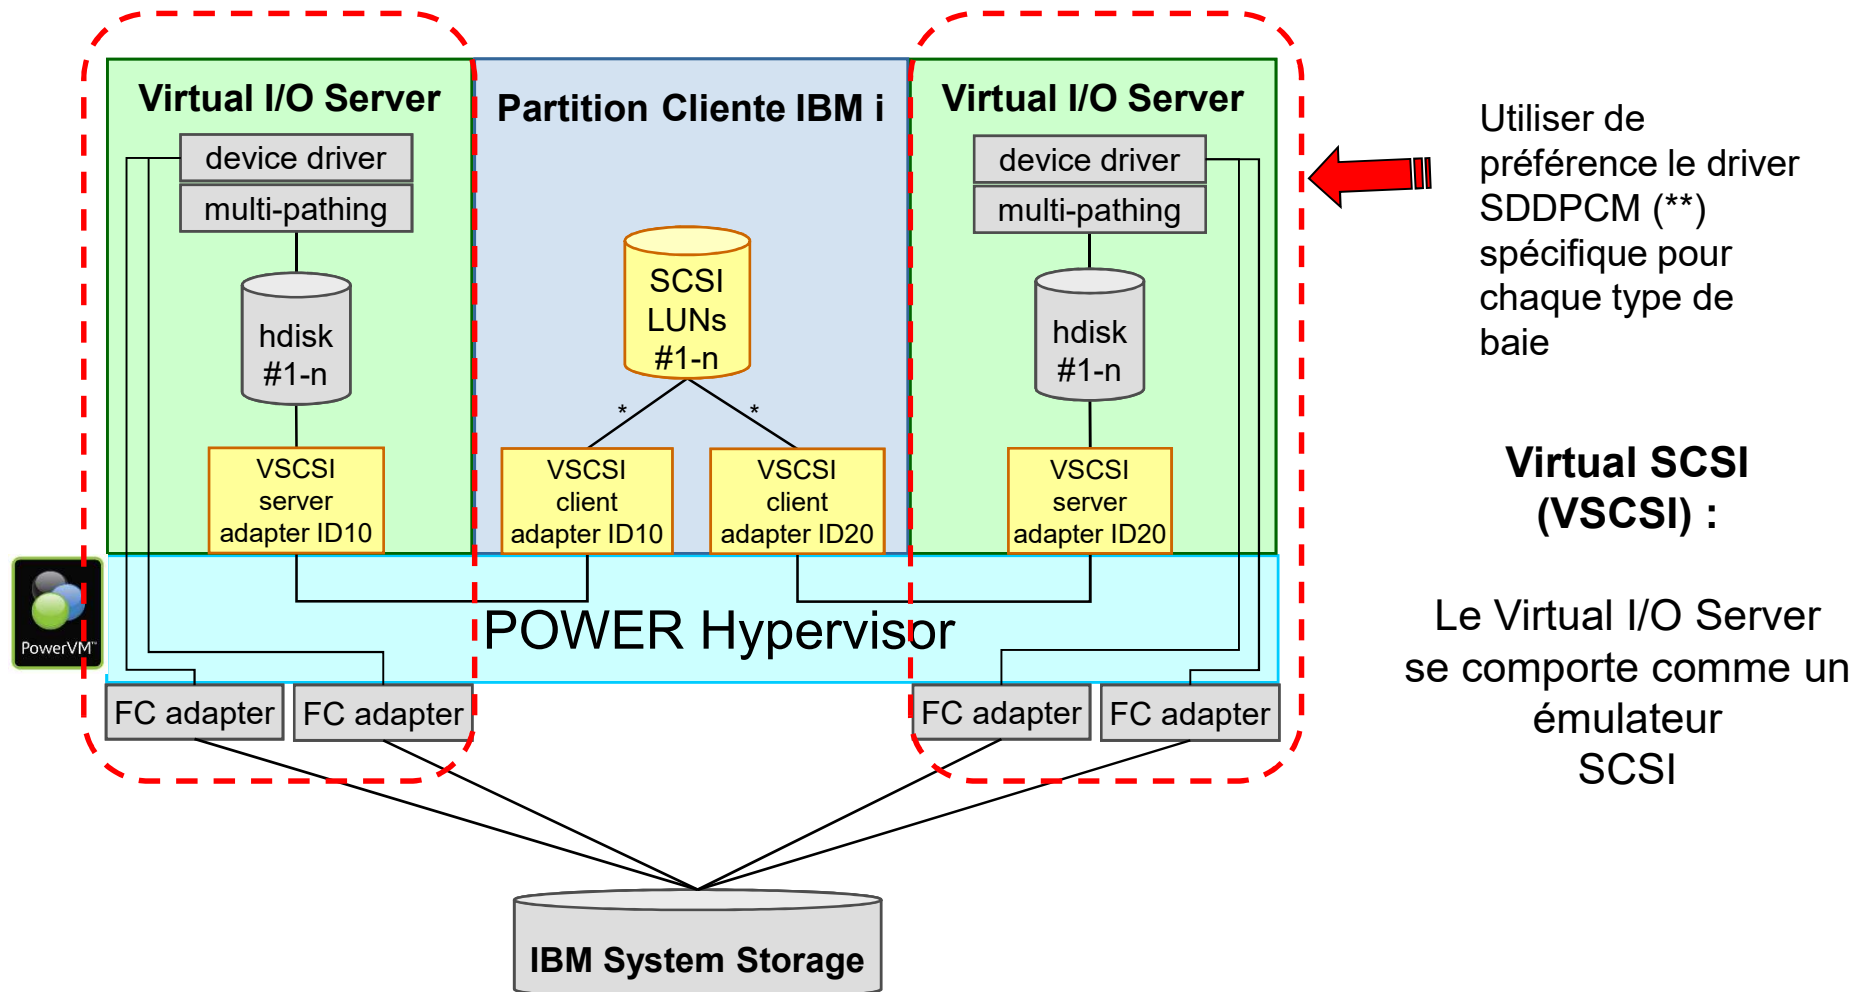 Virtual I/O Server
device driver
multi-pathing
hdisk
#1-n
VSCSI
server
adapter ID10
Partition Cliente IBM i
SCSI
LUNs
#1-n
*
*
VSCSI
client
adapter ID10
VSCSI
client
adapter ID20
Virtual I/O Server
device driver
multi-pathing
hdisk
#1-n
VSCSI
server
adapter ID20
PowerVM™
POWER Hypervisor
FC adapter
FC adapter
FC adapter
FC adapter
IBM System Storage
Utiliser de
préférence le driver
SDDPCM (**)
spécifique pour
chaque type de
baie
Virtual SCSI
(VSCSI) :
Le Virtual I/O Server
se comporte comme un
émulateur
SCSI